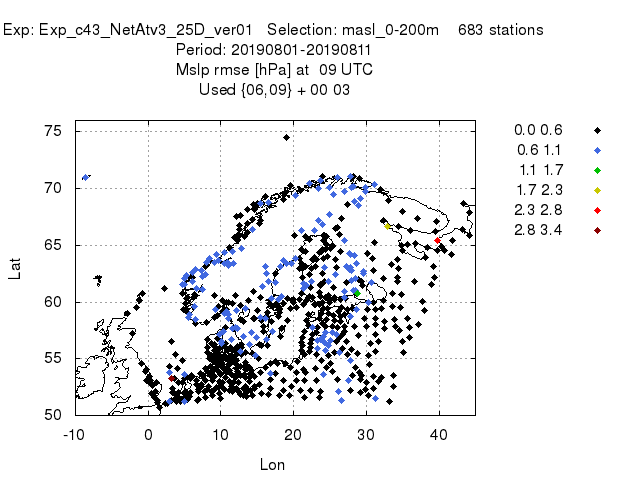 Exp: Exp_c43_NetAtv3_25D_ver01 Selection: masl_0-200m 683 stations
Period: 20190801-20190811
Mslp rmse [hPa] at 09 UTC
Used {06,09} + 00 03
0.0 0.6
0.6 1.1
1.1 1.7
1.7 2.3
2.3 2.8
2.8 3.4
75
70
65
60
55
50
Lat
-10 0 10 20 30 40
Lon